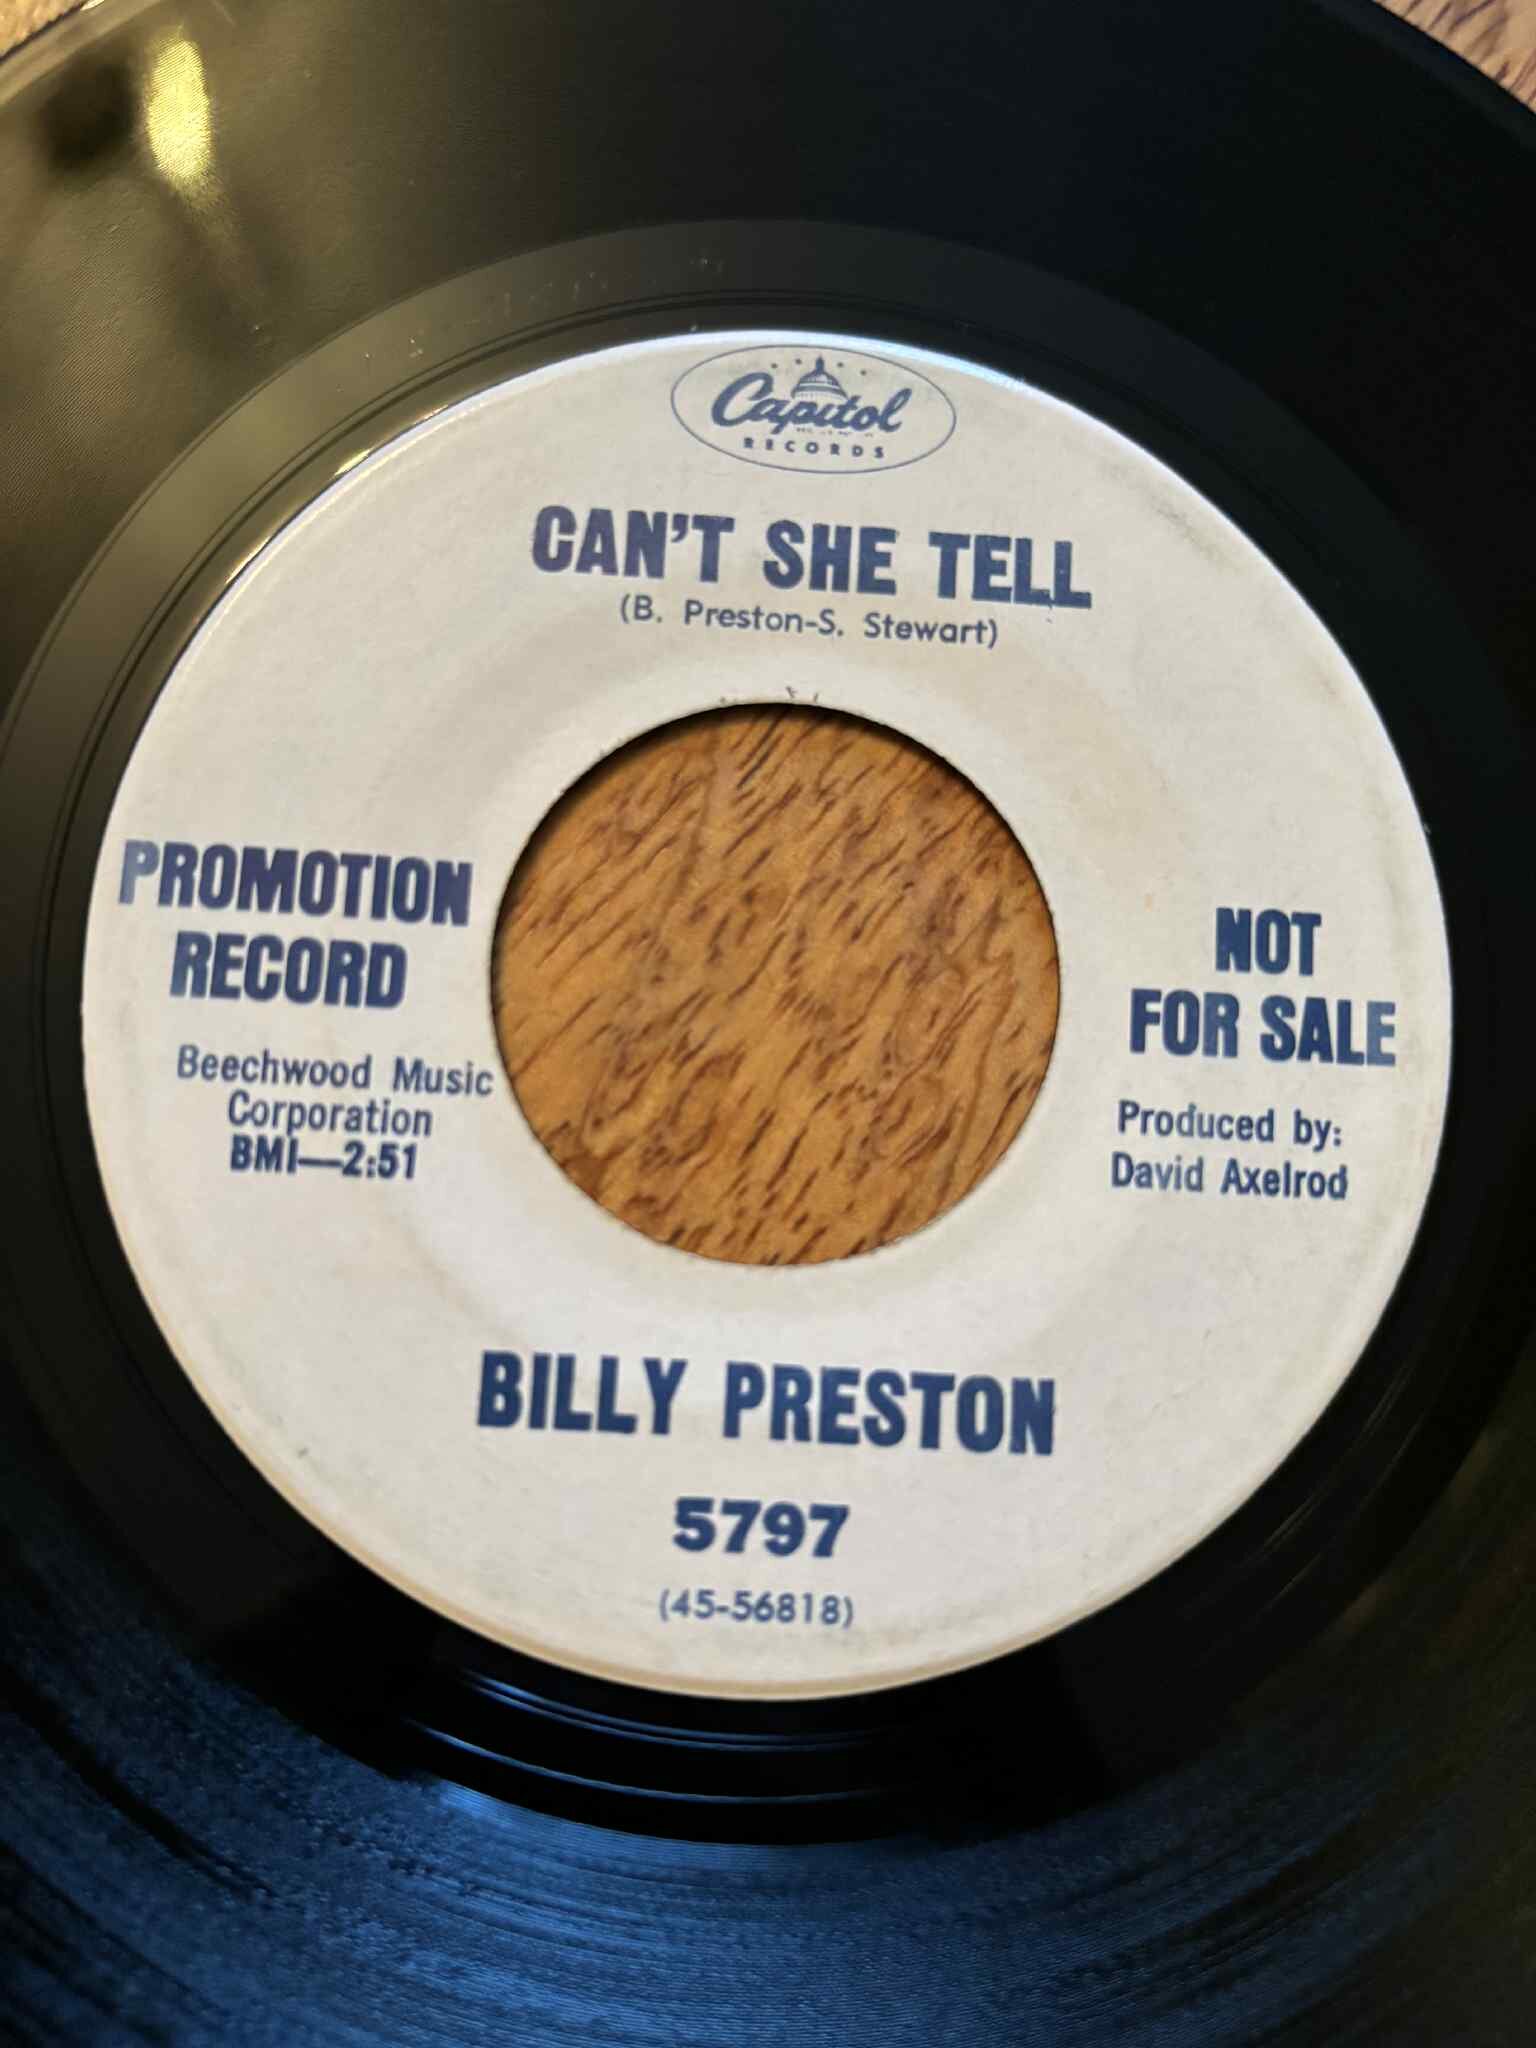 Capitol
RECORDS
CAN'T SHE TELL
(B. Preston-S. Stewart)
PROMOTION
RECORD
Beechwood Music
Corporation
BMI—2:51
NOT
FOR SALE
Produced by:
David Axelrod
BILLY PRESTON
5797
(45-56818)